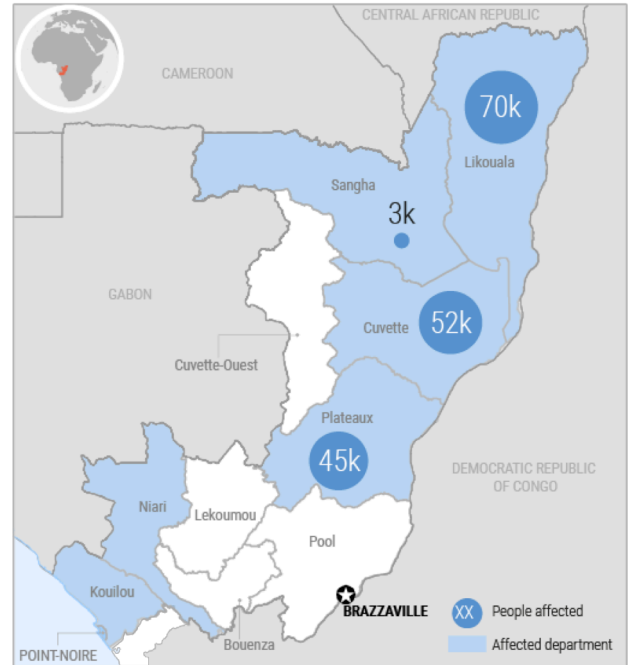 CENTRAL AFRICAN REPUBLIC
CAMEROON
70k
Likouala
Sangha
3k
GABON
Cuvette
52k
Cuvette-Ouest
Plateaux
45k
DEMOCRATIC REPUBLIC
OF CONGO
Niari
Lekoumou
Pool
Kouilou
BRAZZAVILLE
XX People affected
Bouenza
Affected department
POINT-NOIRE